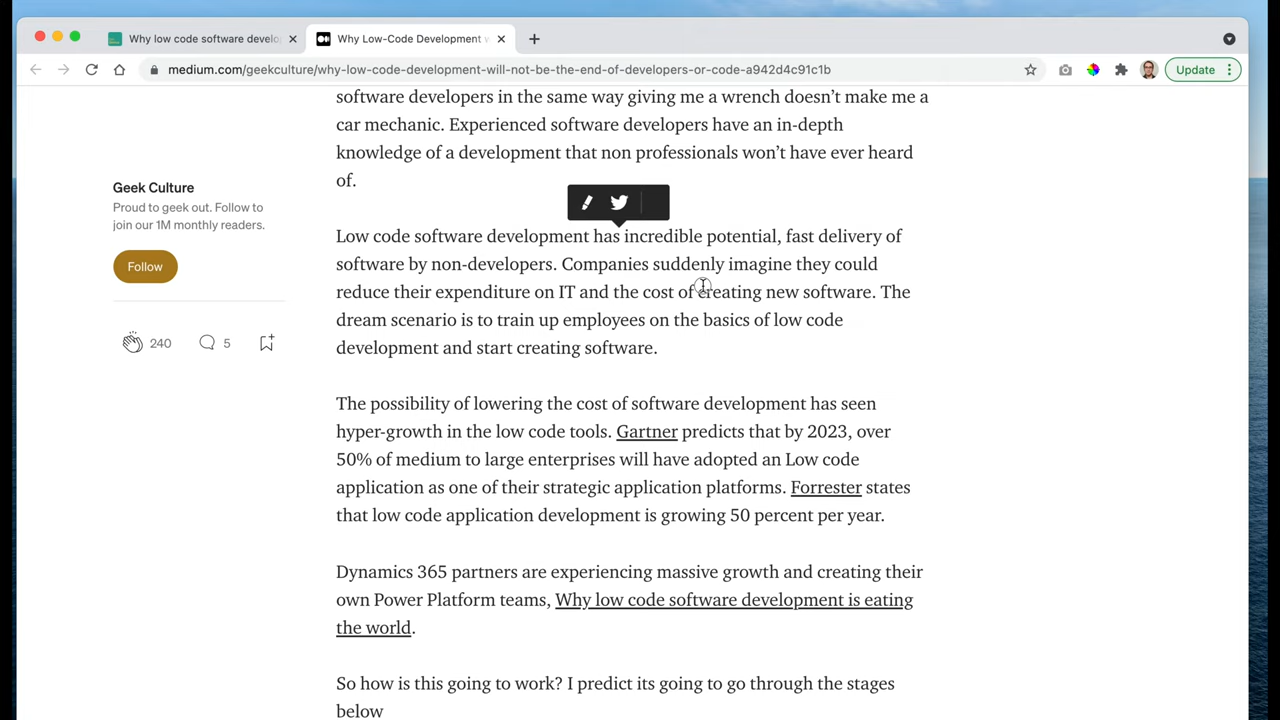 Why low code software develo
Why Low-Code Development w
medium.com/geekculture/why-low-code-development-will-not-be-the-end-of-developers-or-code-a942d4c91c1b
Update
software developers in the same way giving me a wrench doesn't make me a
car mechanic. Experienced software developers have an in-depth
knowledge of a development that non professionals won't have ever heard
of.
Geek Culture
Proud to geek out. Follow to
join our 1M monthly readers.
Follow
240
5
Low code software development has incredible potential, fast delivery of
software by non-developers. Companies suddenly imagine they could
reduce their expenditure on IT and the cost of creating new software. The
dream scenario is to train up employees on the basics of low
development and start creating software
The possibility of lowering the cost of software development has seen
hyper-growth in the low code tools. Gartner predict that by 2023, over
50% of medium to large enterprises will have adopted an Low code
application as one of their strategic application platforms. Forrester states
that low code application development is growing 50 percent per year.
Dynamics 365 partners are experiencing massive growth and creating their
own Power Platform teams, why low code software development is eating
the world.
So how is this going to work, I predict it going to go through stages
below